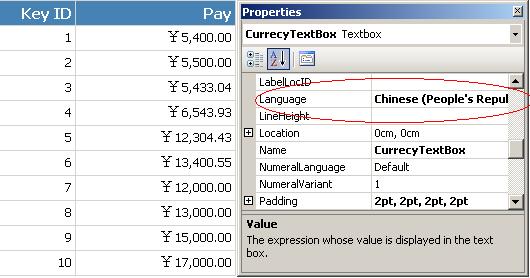 Key ID Pay
1 ￥5,400.00
2 ￥5,500.00
3 ￥5,433.04
4 ￥6,543.93
5 ￥12,304.43
6 ￥13,400.55
7 ￥12,000.00
8 ￥13,000.00
9 ￥15,000.00
10 ￥17,000.00
Properties
CurrecyTextBox Textbox
LabelLocID
Language Chinese (People's Repul
LineHeight
Location 0cm, 0cm
Name CurrecyTextBox
NumeralLanguage Default
NumeralVariant 1
Padding 2pt, 2pt, 2pt, 2pt
Value
The expression whose value is displayed in the text
box.